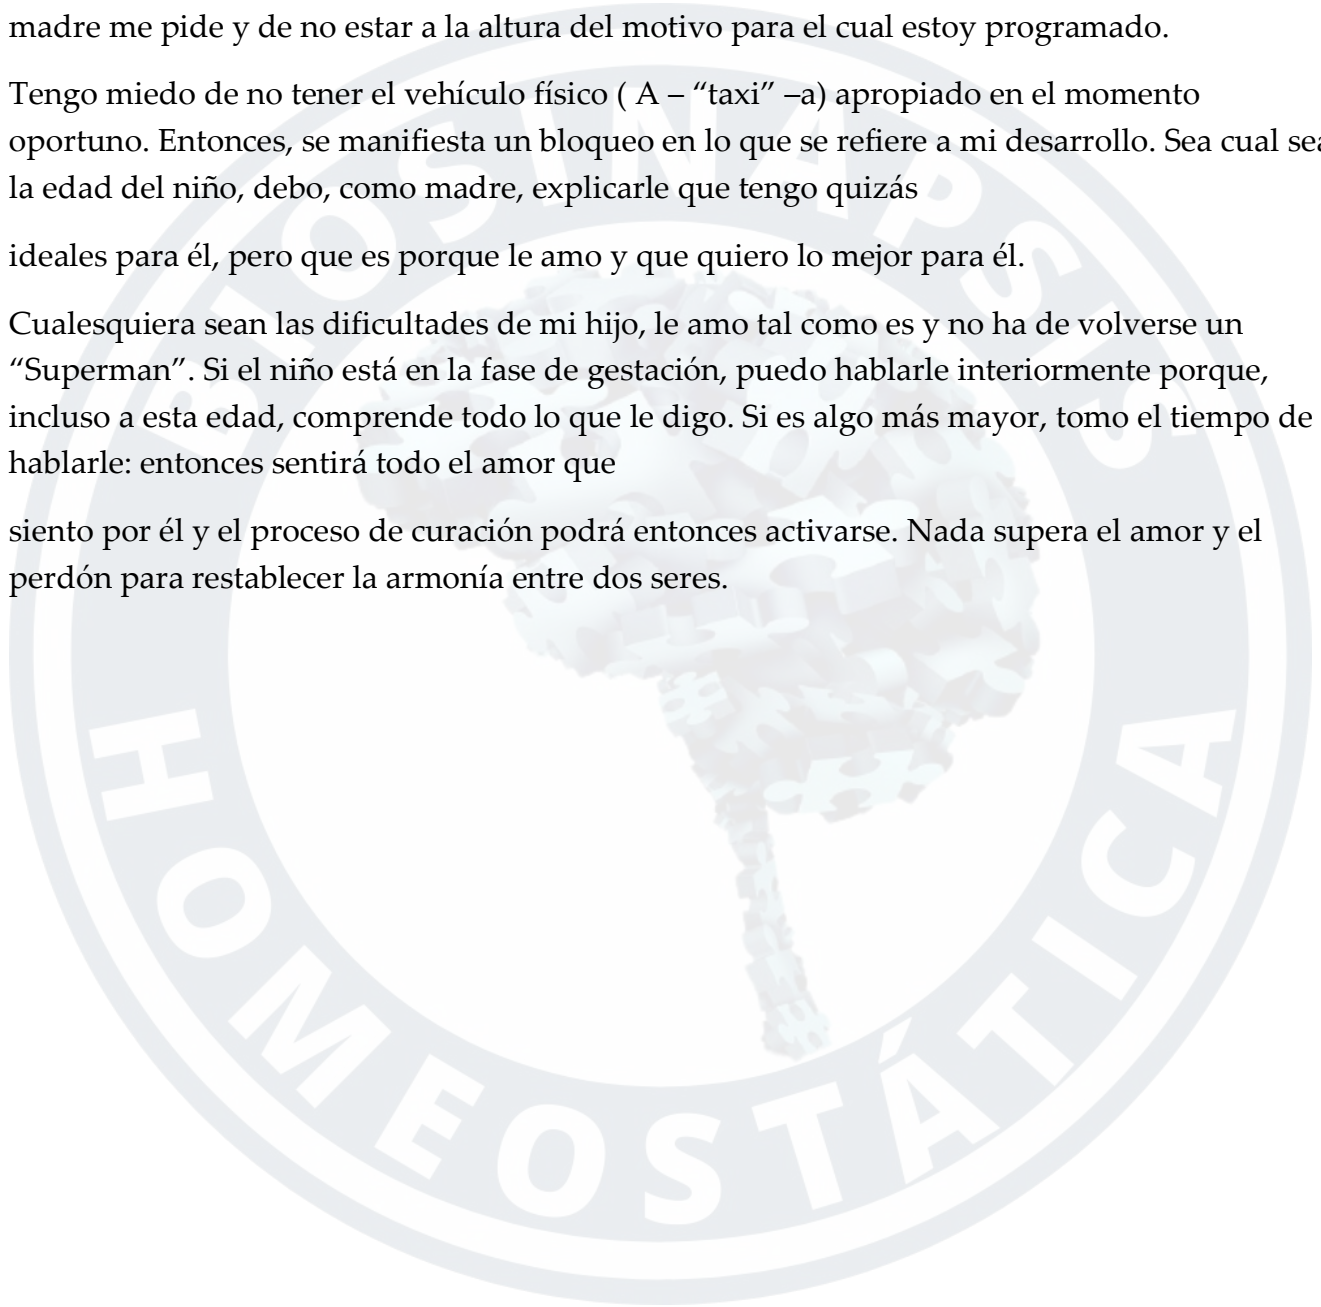 madre me pide y de no estar a la altura del motivo para el cual estoy programado.
Tengo miedo de no tener el vehículo físico ( A – “taxi” –a) apropiado en el momento
oportuno. Entonces, se manifiesta un bloqueo en lo que se refiere a mi desarrollo. Sea cual sea
la edad del niño, debo, como madre, explicarle que tengo quizás
ideales para él, pero que es porque le amo y que quiero lo mejor para él.
Cualesquiera sean las dificultades de mi hijo, le amo tal como es y no ha de volverse un
“Superman”. Si el niño está en la fase de gestación, puedo hablarle interiormente porque,
incluso a esta edad, comprende todo lo que le digo. Si es algo más mayor, tomo el tiempo de
hablarle: entonces sentirá todo el amor que
siento por él y el proceso de curación podrá entonces activarse. Nada supera el amor y el
perdón para restablecer la armonía entre dos seres.
BIOSINAPSIS
HOMEOSTÁTICA